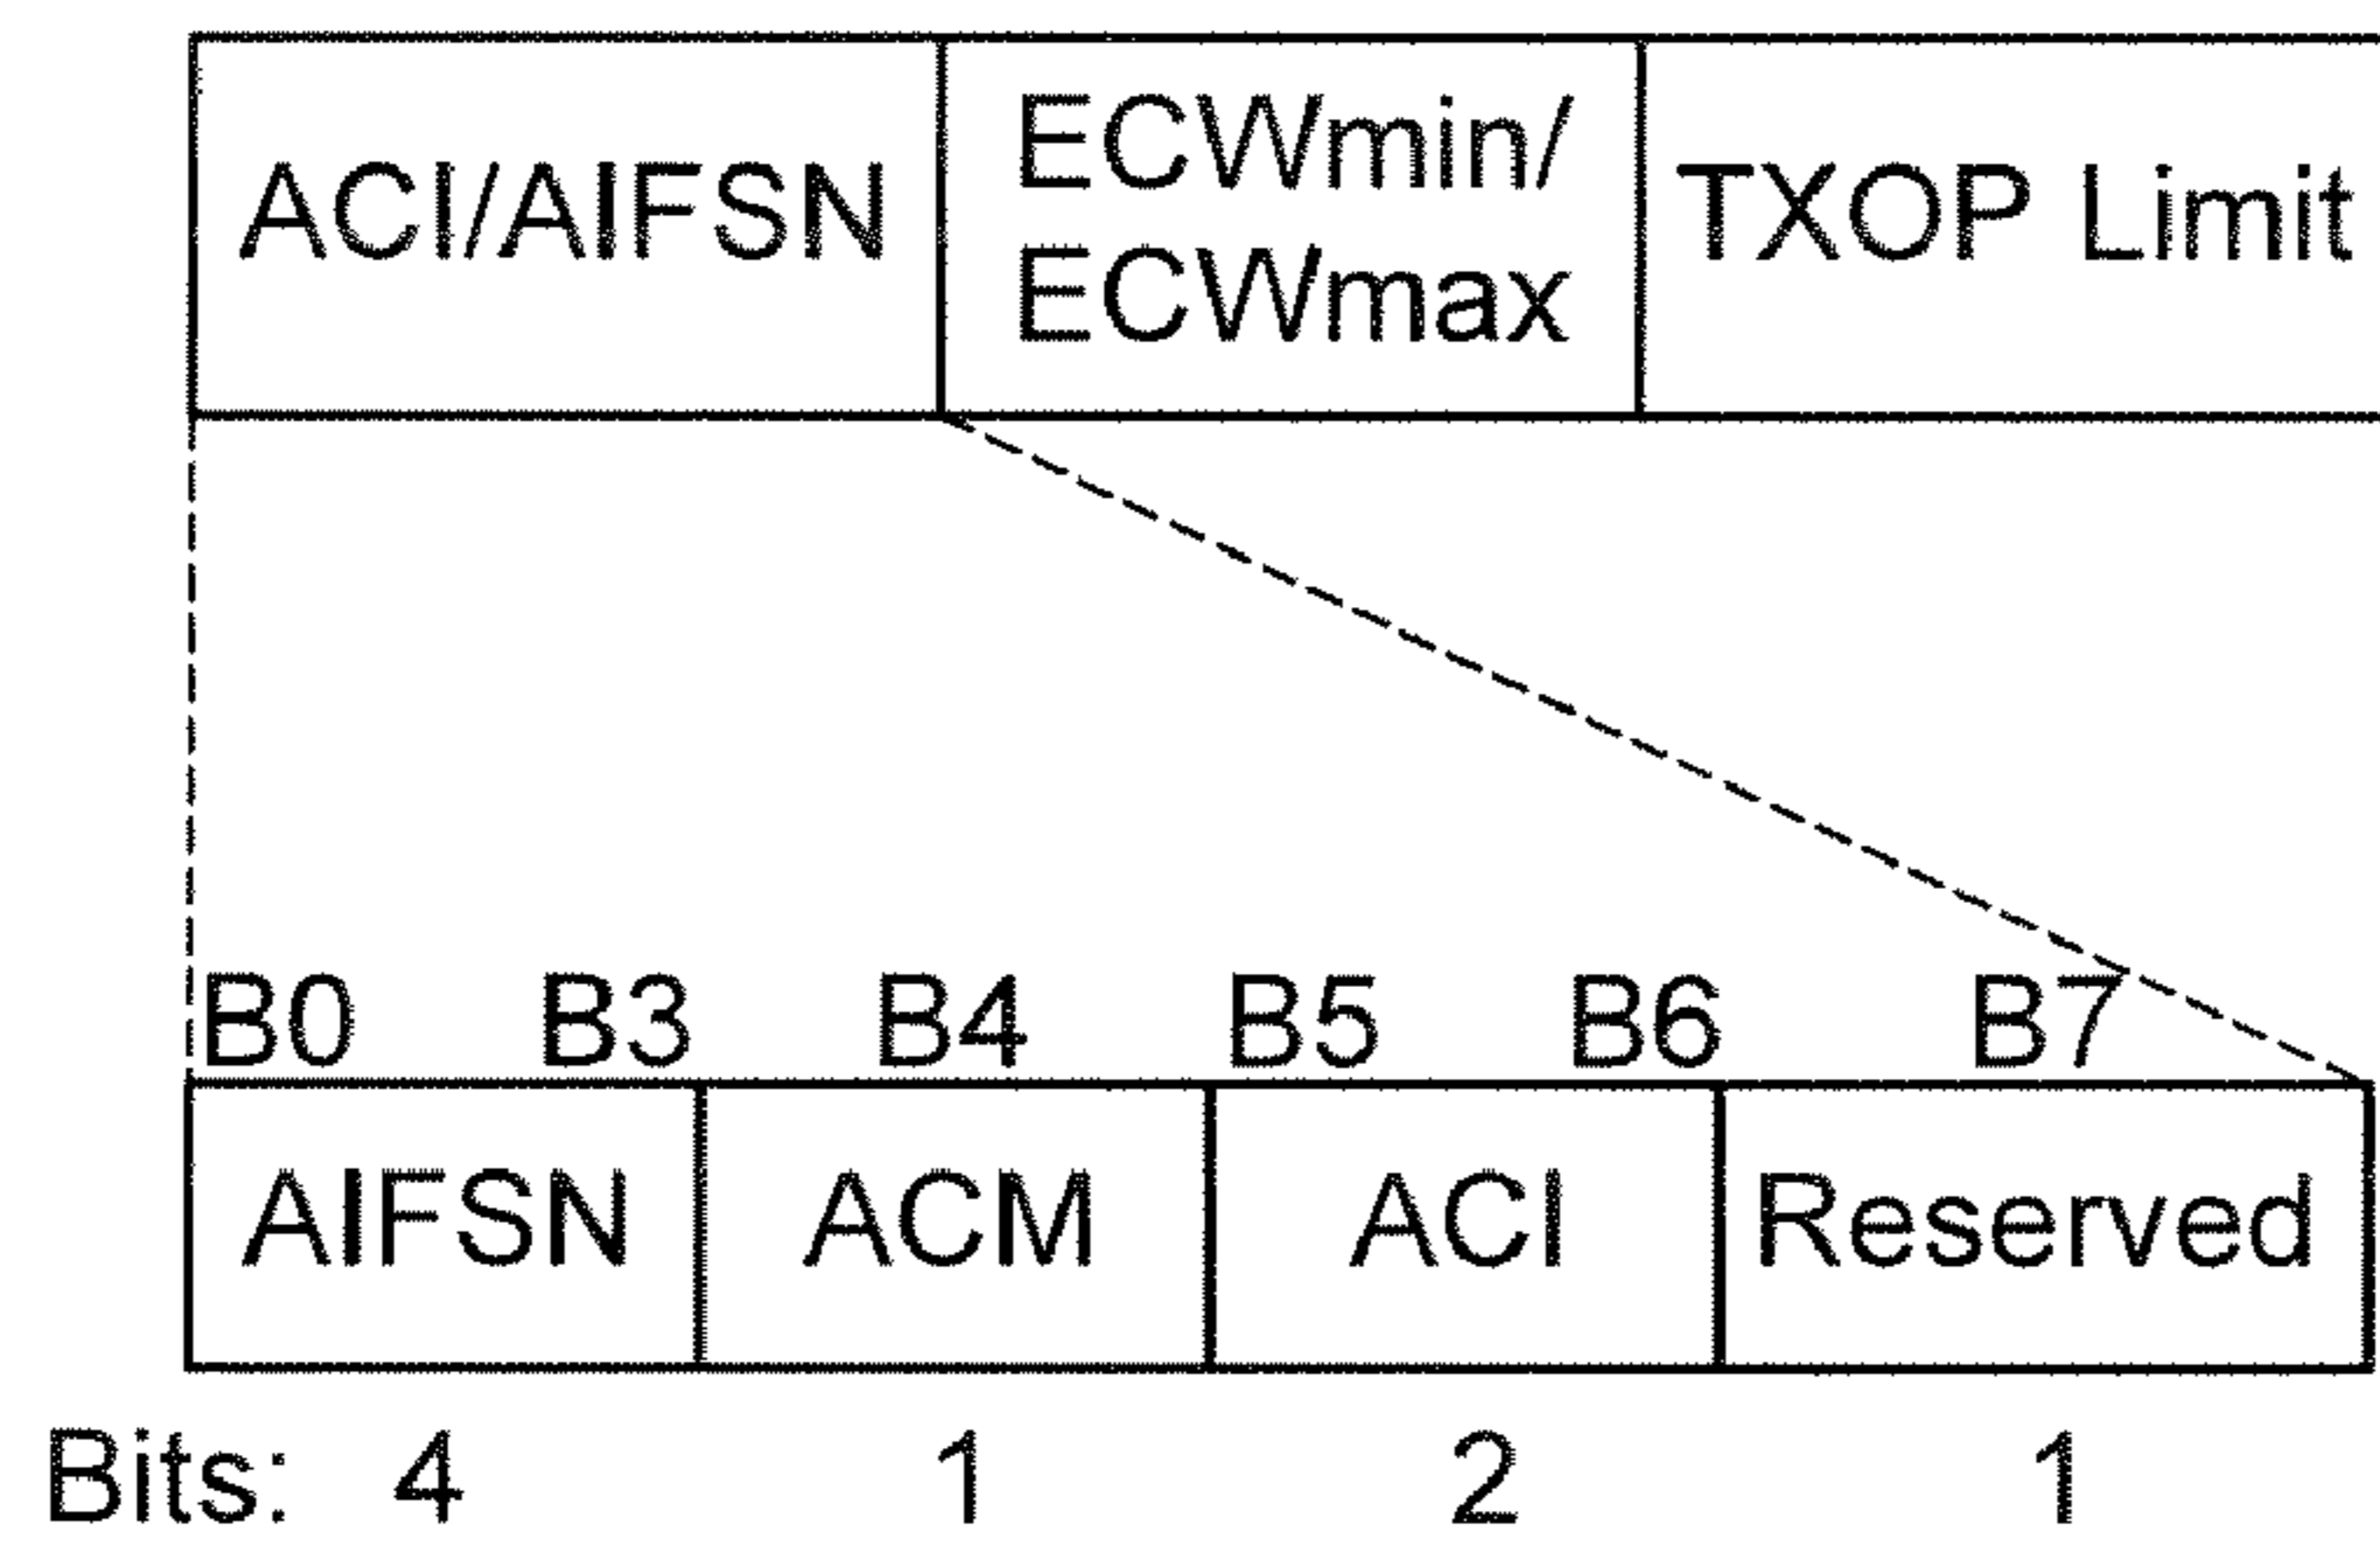 ACI/AIFSN ECWmin/ TXOP Limit
ECWmax
B0 B3 B4 B5 B6 B7
AIFSN ACM ACI Reserved
Bits: 4 1 2 1